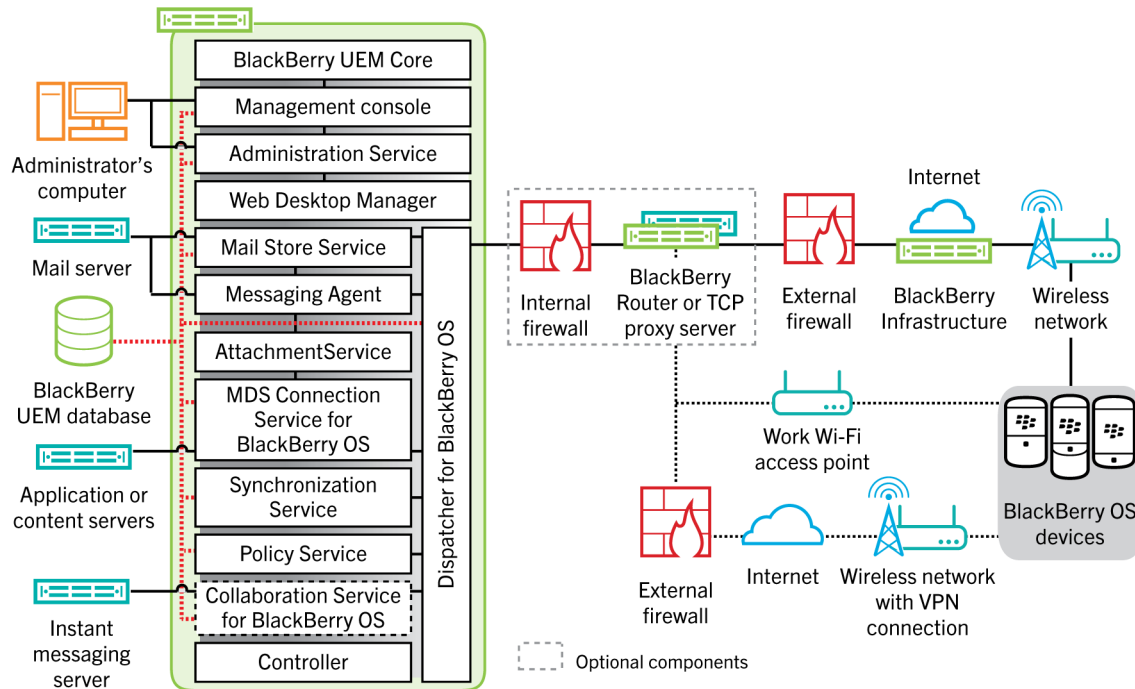 BlackBerry UEM Core
Management console
Administration Service
Web Desktop Manager
Mail Store Service
Messaging Agent
AttachmentService
MDS Connection
Service for
BlackBerry OS
Synchronization
Service
Policy Service
Collaboration Service
for BlackBerry OS
Controller
Dispatcher for BlackBerry OS
Administrator's
computer
Mail server
BlackBerry
UEM database
Application or
content servers
Instant
messaging
server
Internal
firewall
BlackBerry
Router or TCP
proxy server
External
firewall
Internet
BlackBerry
Infrastructure
Wireless
network
Work Wi-Fi
access point
BlackBerry OS
devices
External
firewall
Internet
Wireless network
with VPN
connection
Optional components